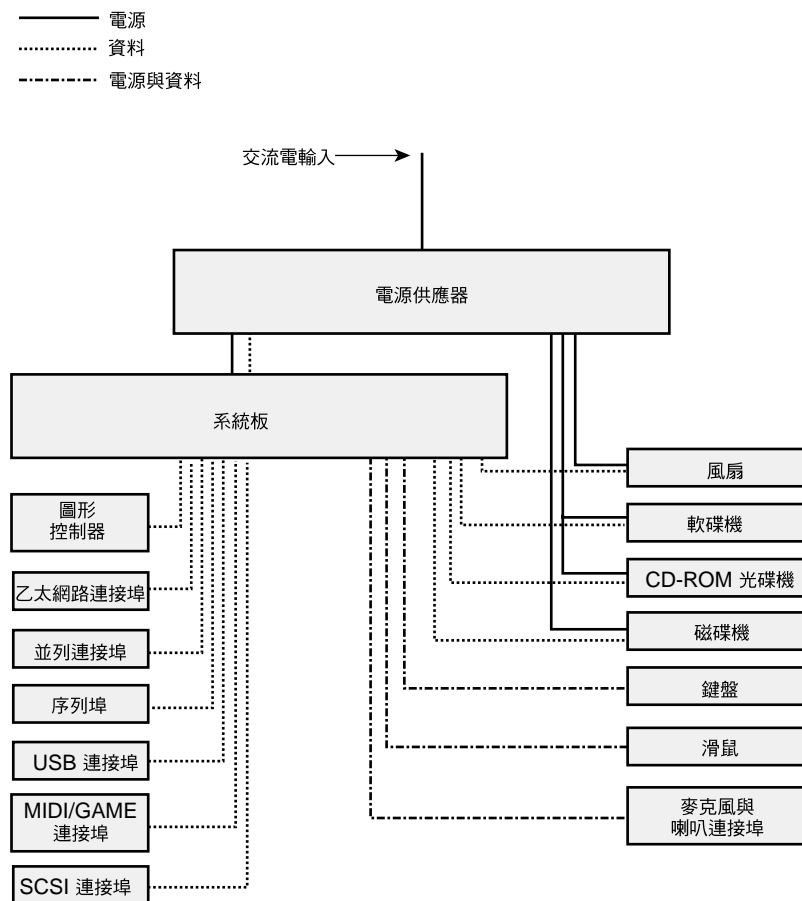 電源
資料
電源與資料
交流電輸入
電源供應器
系統板
圖形
控制器
乙太網路連接埠
並列連接埠
序列埠
USB 連接埠
MIDI/GAME
連接埠
SCSI 連接埠
風扇
軟碟機
CD-ROM 光碟機
磁碟機
鍵盤
滑鼠
麥克風與
喇叭連接埠